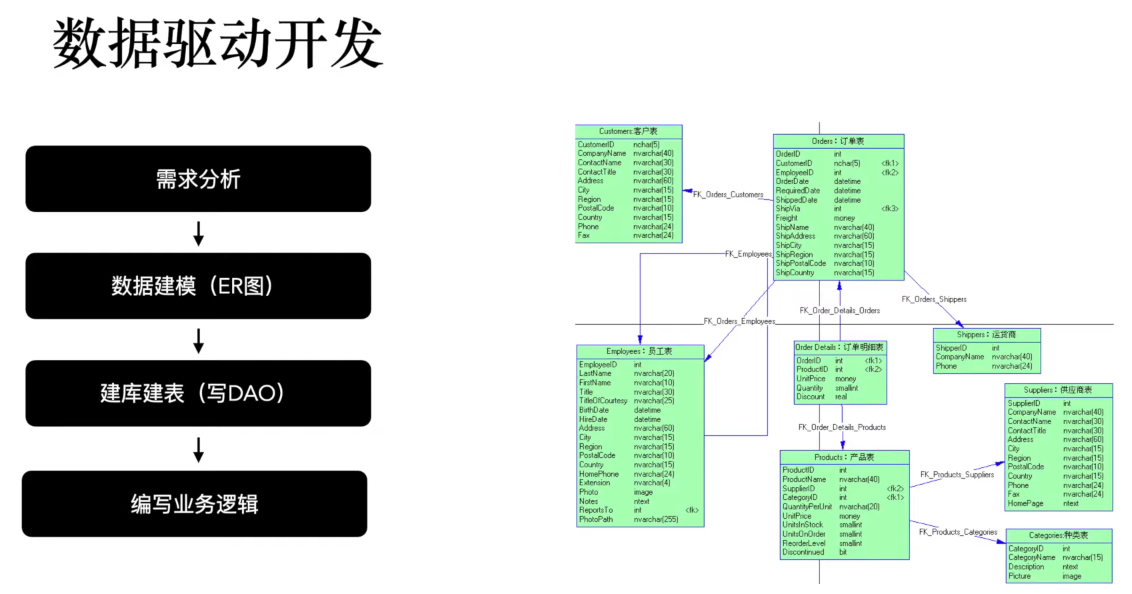 数据驱动开发
需求分析
数据建模（ER图）
建库建表（写DAO）
编写业务逻辑
Customers:客户表
CustomerID nchar(5)
CompanyName nvarchar(40)
ContactName nvarchar(30)
ContactTitle nvarchar(30)
Address nvarchar(60)
City nvarchar(15)
Region nvarchar(15)
PostalCode nvarchar(10)
Country nvarchar(15)
Phone nvarchar(24)
Fax nvarchar(24)
FK_Orders_Customers
Orders：订单表
OrderID int
CustomerID nchar(5) <fk1>
EmployeeID int <fk2>
OrderDate datetime
RequiredDate datetime
ShippedDate datetime
ShipVia int <fk3>
Freight money
ShipName nvarchar(40)
ShipAddress nvarchar(60)
ShipCity nvarchar(15)
ShipRegion nvarchar(15)
ShipPostalCode nvarchar(10)
ShipCountry nvarchar(15)
FK_Employees
FK_Orders_Shippers
FK_Order_Details_Orders
FK_Orders_Employees
Employees：员工表
EmployeeID int
LastName nvarchar(20)
FirstName nvarchar(10)
Title nvarchar(30)
TitleOfCourtesy nvarchar(25)
BirthDate datetime
HireDate datetime
Address nvarchar(60)
City nvarchar(15)
Region nvarchar(15)
PostalCode nvarchar(10)
Country nvarchar(15)
HomePhone nvarchar(24)
Extension nvarchar(4)
Photo image
Notes ntext
ReportsTo int <fk>
PhotoPath nvarchar(255)
Order Details：订单明细表
OrderID int <fk1>
ProductID int <fk2>
UnitPrice money
Quantity smallint
Discount real
Shippers：运货商
ShipperID int
CompanyName nvarchar(40)
Phone nvarchar(24)
FK_Order_Details_Products
Products：产品表
ProductID int
ProductName nvarchar(40)
SupplierID int <fk2>
CategoryID int <fk1>
QuantityPerUnit nvarchar(20)
UnitPrice money
UnitsInStock smallint
UnitsOnOrder smallint
ReorderLevel smallint
Discontinued bit
FK_Products_Suppliers
Suppliers：供应商表
SupplierID int
CompanyName nvarchar(40)
ContactName nvarchar(30)
ContactTitle nvarchar(30)
Address nvarchar(60)
City nvarchar(15)
Region nvarchar(15)
PostalCode nvarchar(10)
Country nvarchar(15)
Phone nvarchar(24)
Fax nvarchar(24)
HomePage ntext
FK_Products_Categories
Categories:种类表
CategoryID int
CategoryName nvarchar(15)
Description ntext
Picture image